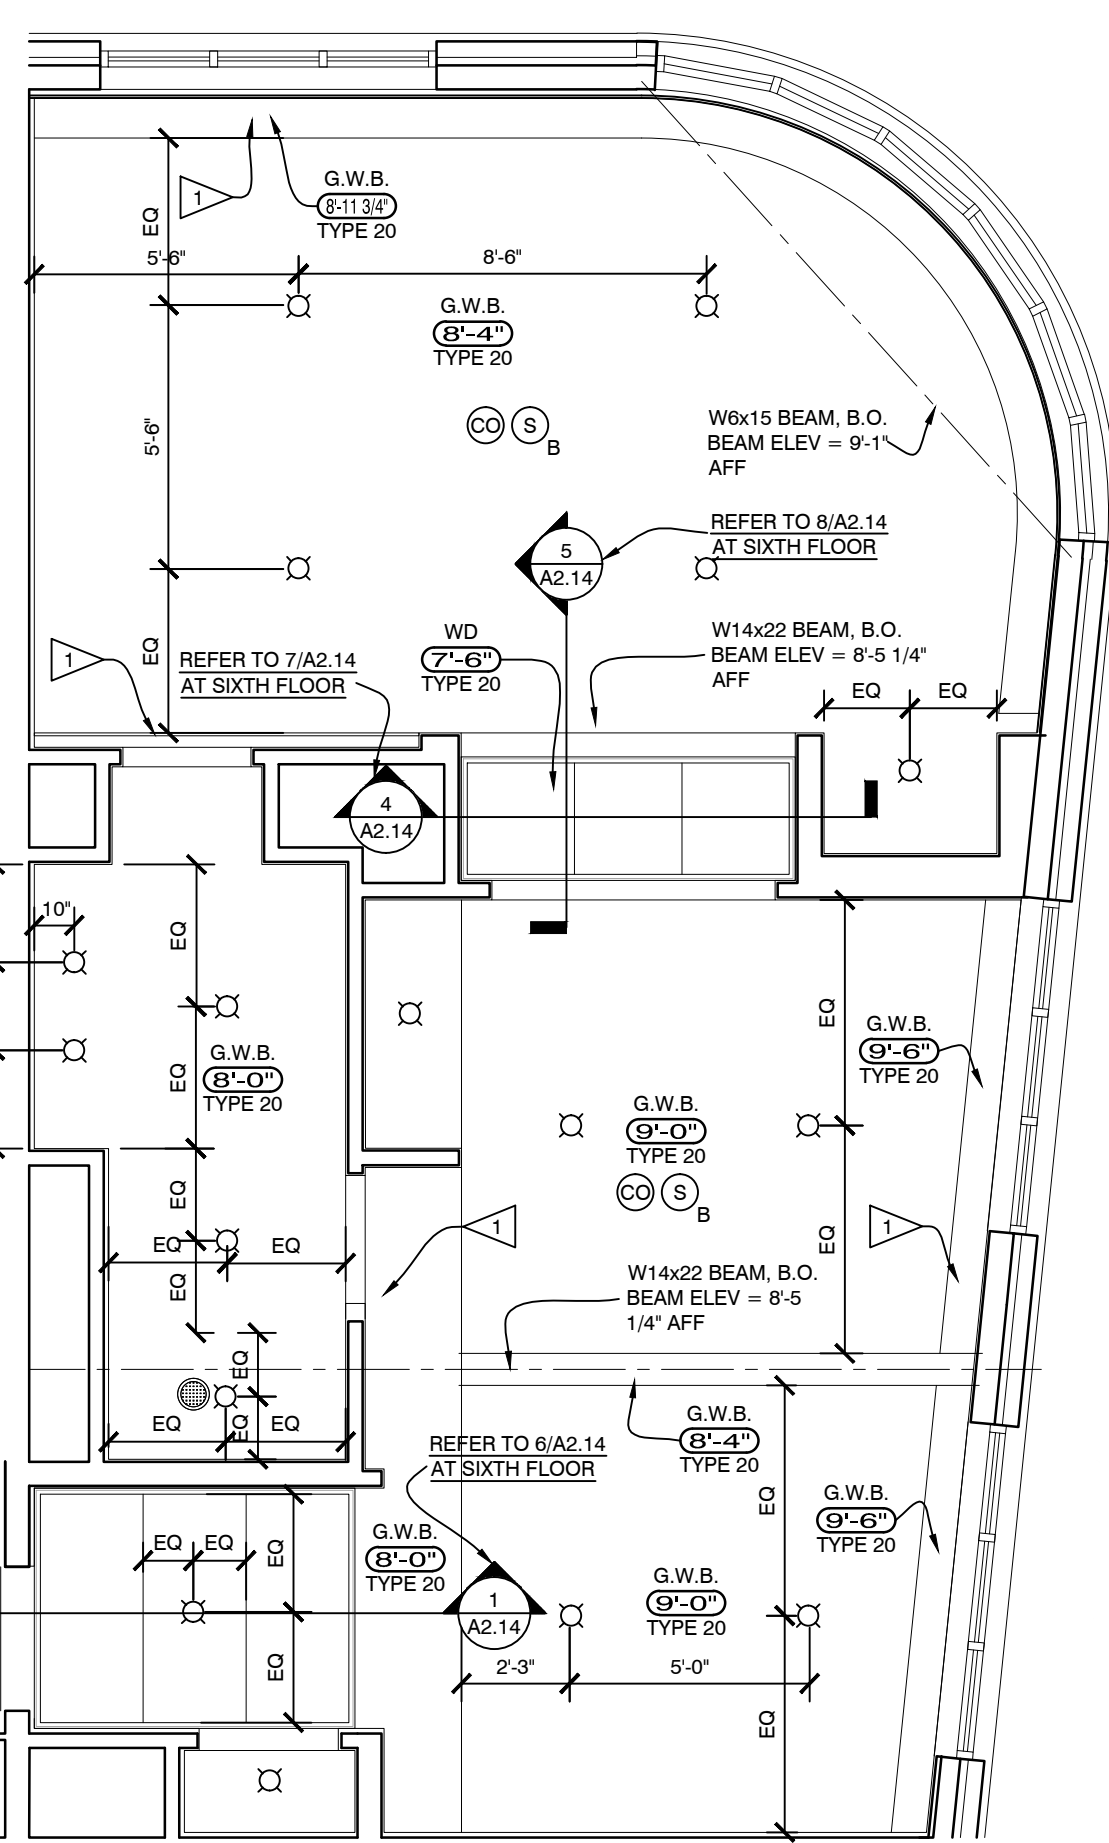 1
G.W.B.
8'-11 3/4"
TYPE 20
EQ
5'-6"
8'-6"
G.W.B.
8'-4"
TYPE 20
5'-6"
CO
S
B
W6x15 BEAM, B.O.
BEAM ELEV = 9'-1"
AFF
REFER TO 8/A2.14
AT SIXTH FLOOR
5
A2.14
WD
7'-6"
TYPE 20
W14x22 BEAM, B.O.
BEAM ELEV = 8'-5 1/4"
AFF
1
EQ
REFER TO 7/A2.14
AT SIXTH FLOOR
EQ
EQ
4
A2.14
10"
EQ
EQ
G.W.B.
9'-6"
TYPE 20
G.W.B.
8'-0"
TYPE 20
EQ
G.W.B.
9'-0"
TYPE 20
CO
S
B
EQ
1
1
EQ
EQ
EQ
EQ
W14x22 BEAM, B.O.
BEAM ELEV = 8'-5
1/4" AFF
EQ
EQ
EQ
EQ
EQ
G.W.B.
8'-4"
TYPE 20
REFER TO 6/A2.14
AT SIXTH FLOOR
EQ
G.W.B.
9'-6"
TYPE 20
EQ
EQ
EQ
G.W.B.
8'-0"
TYPE 20
G.W.B.
9'-0"
TYPE 20
1
A2.14
EQ
2'-3"
5'-0"
EQ